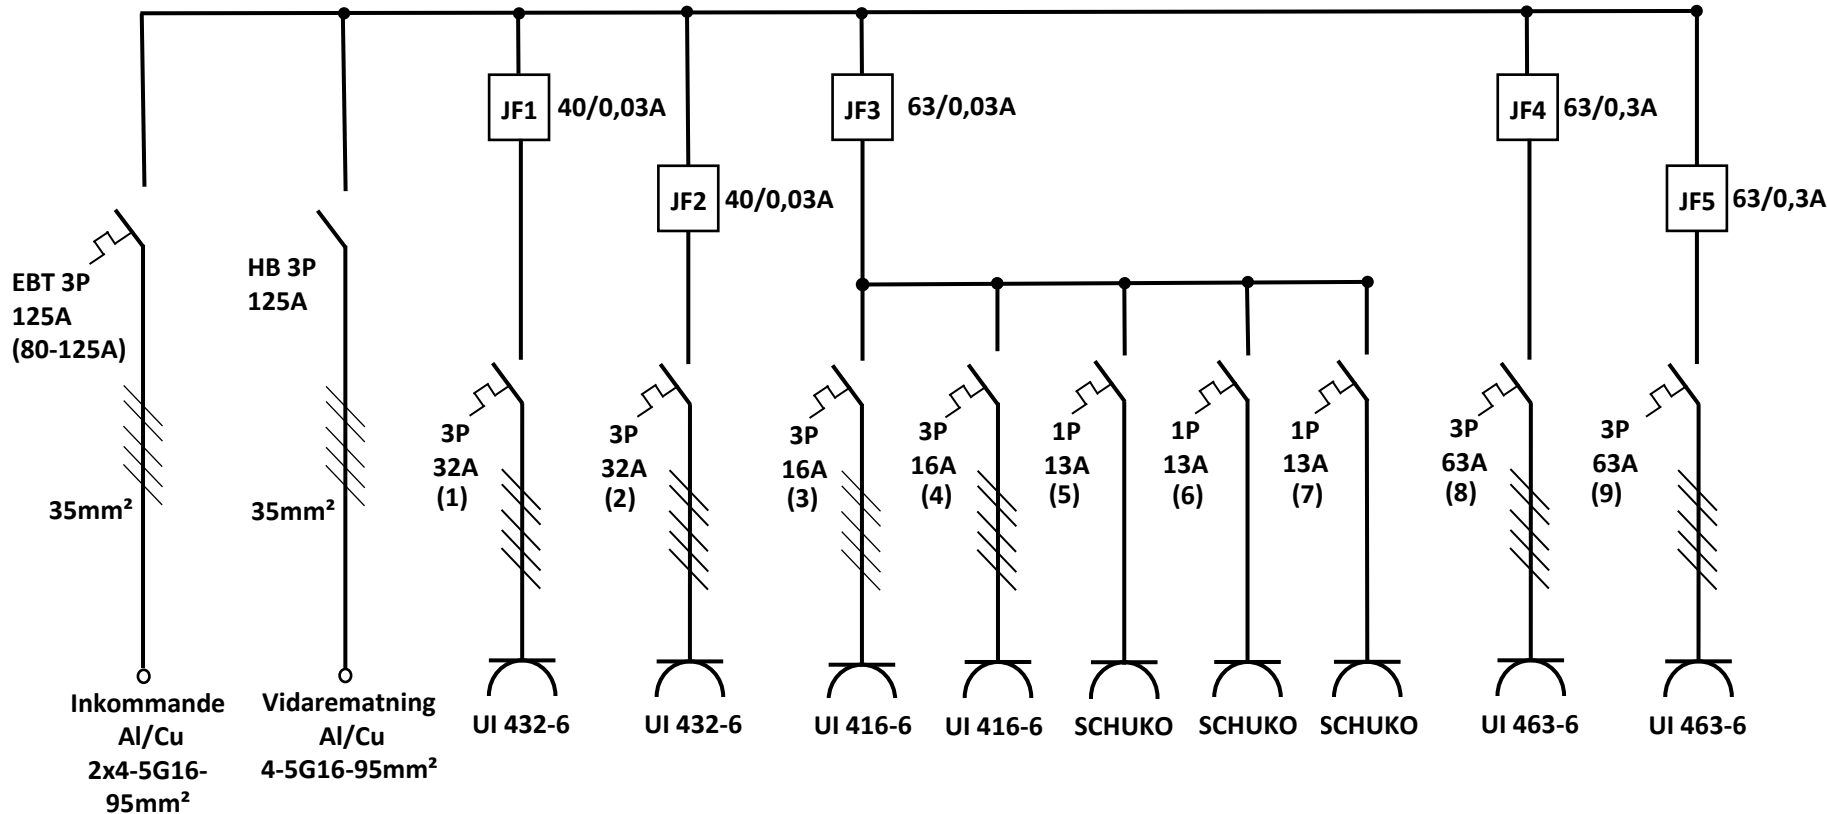 JF1
40/0,03A
JF3
63/0,03A
JF4
63/0,3A
JF2
40/0,03A
JF5
63/0,3A
EBT 3P
125A
(80-125A)
HB 3P
125A
3P
32A
(1)
3P
32A
(2)
3P
16A
(3)
3P
16A
(4)
1P
13A
(5)
1P
13A
(6)
1P
13A
(7)
3P
63A
(8)
3P
63A
(9)
35mm²
35mm²
Inkommande
Al/Cu
2x4-5G16-
95mm²
Vidarematning
Al/Cu
4-5G16-95mm²
UI 432-6
UI 432-6
UI 416-6
UI 416-6
SCHUKO
SCHUKO
SCHUKO
UI 463-6
UI 463-6